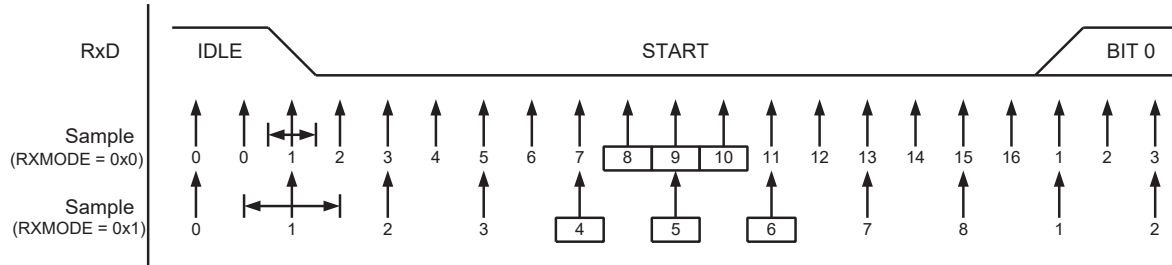 RxD IDLE START BIT 0
Sample
(RXMODE = 0x0)
0 0 1 2 3 4 5 6 7 8 9 10 11 12 13 14 15 16 1 2 3
Sample
(RXMODE = 0x1)
0 1 2 3 4 5 6 7 8 1 2